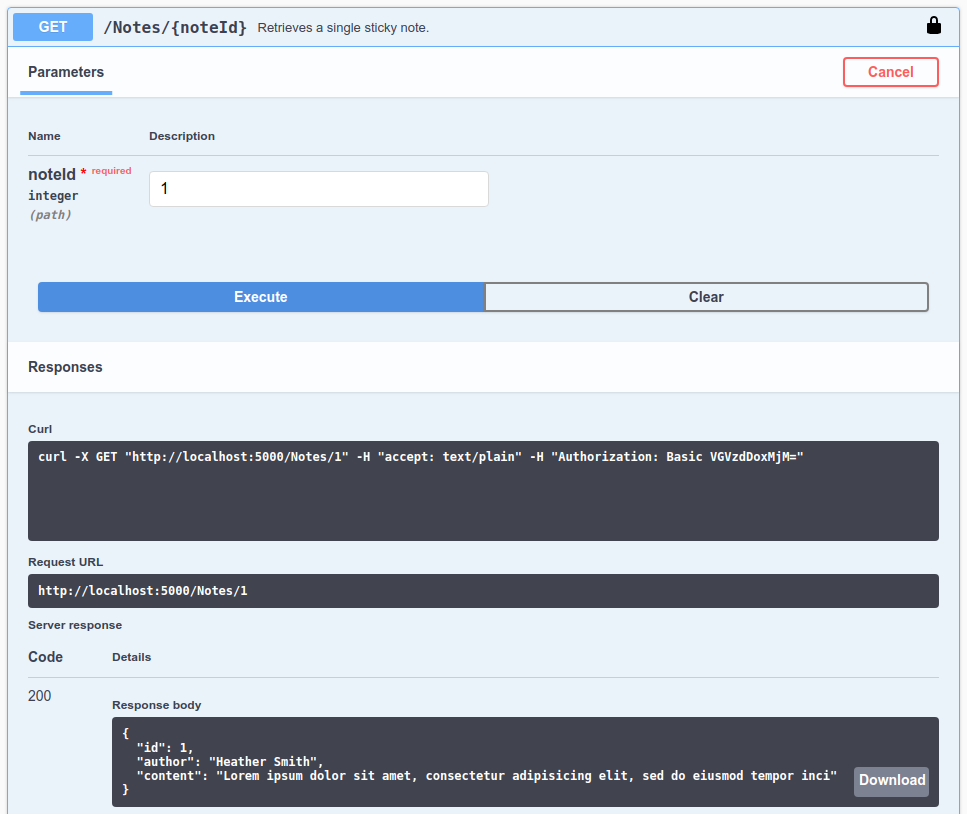 GET /Notes/{noteId} Retrieves a single sticky note.
Parameters Cancel
Name Description
noteId * required
integer
(path)
1
Execute Clear
Responses
Curl
curl -X GET "http://localhost:5000/Notes/1" -H "accept: text/plain" -H "Authorization: Basic VGVzdDoxMjM="
Request URL
http://localhost:5000/Notes/1
Server response
Code Details
200
Response body
{
  "id": 1,
  "author": "Heather Smith",
  "content": "Lorem ipsum dolor sit amet, consectetur adipisicing elit, sed do eiusmod tempor inci"
}
Download